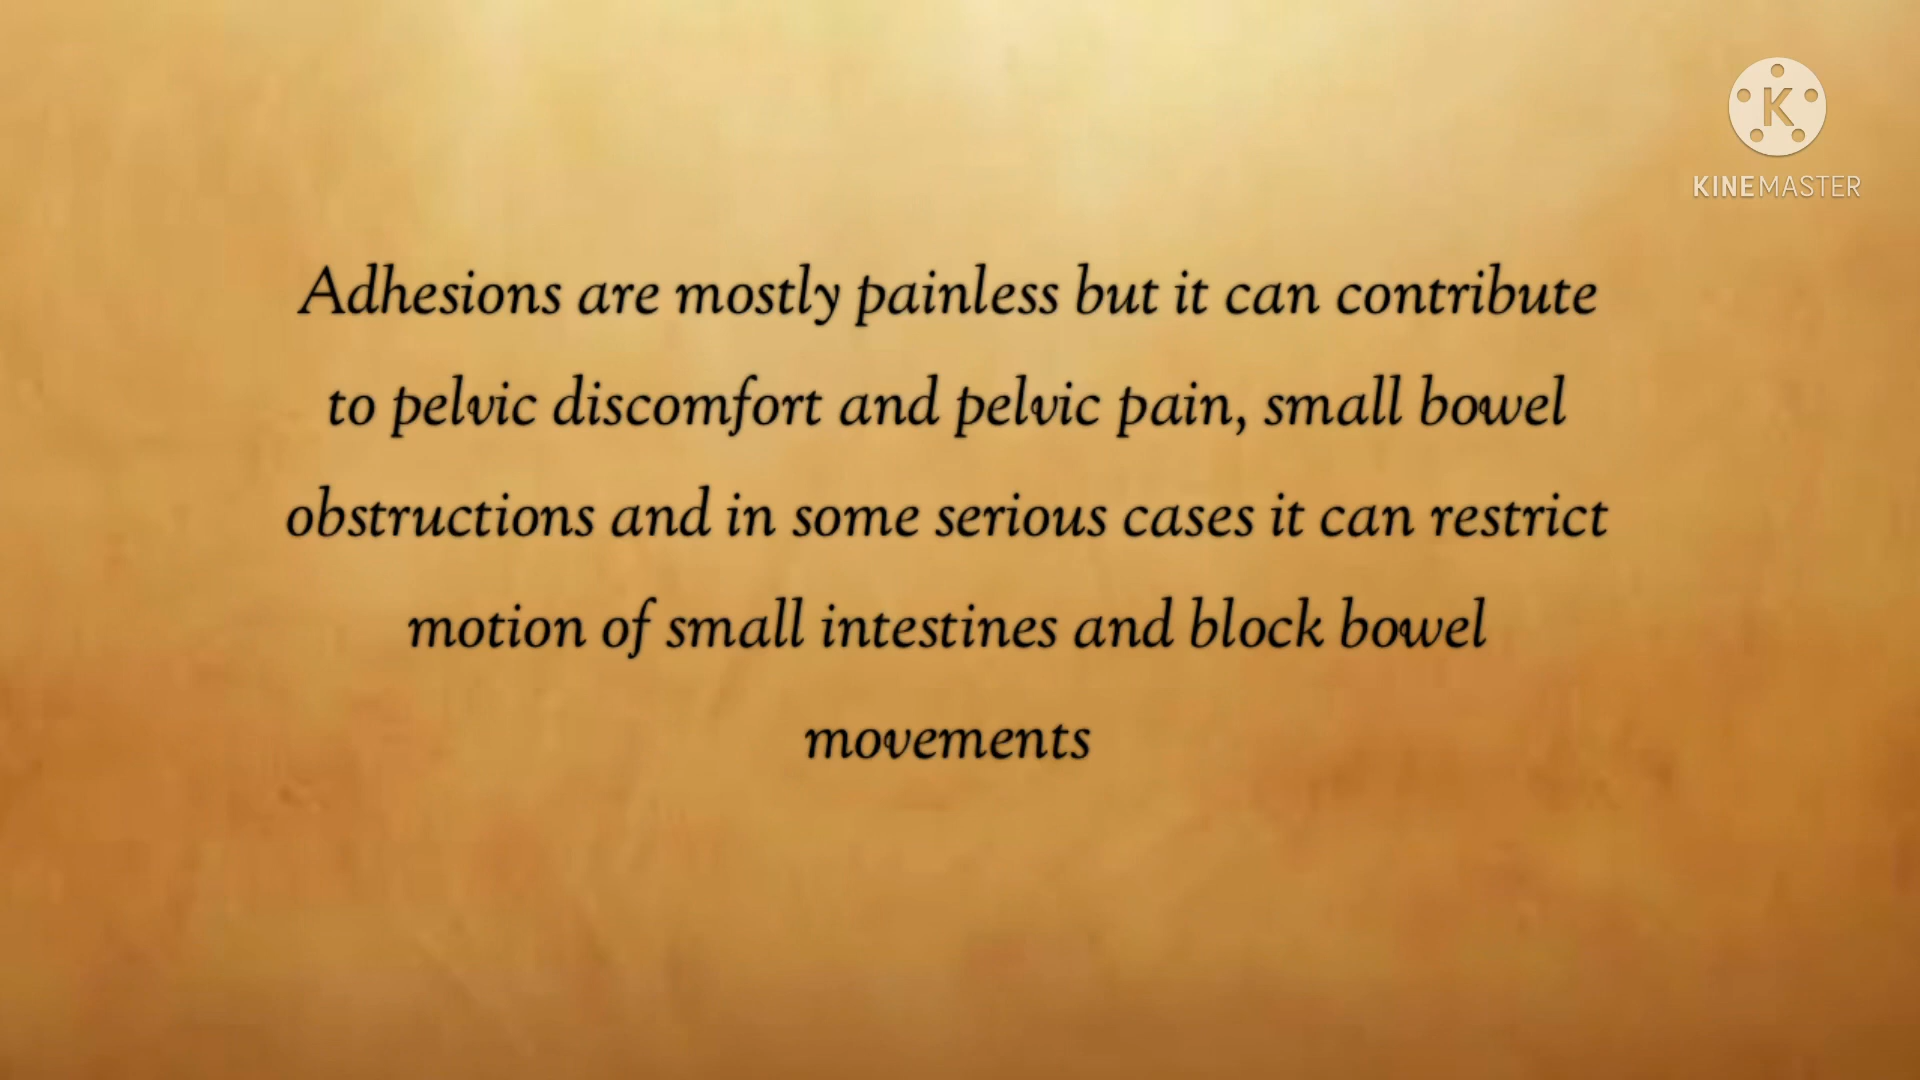 K
KINEMASTER
Adhesions are mostly painless but it can contribute
to pelvic discomfort and pelvic pain, small bowel
obstructions and in some serious cases it can restrict
motion of small intestines and block bowel
movements